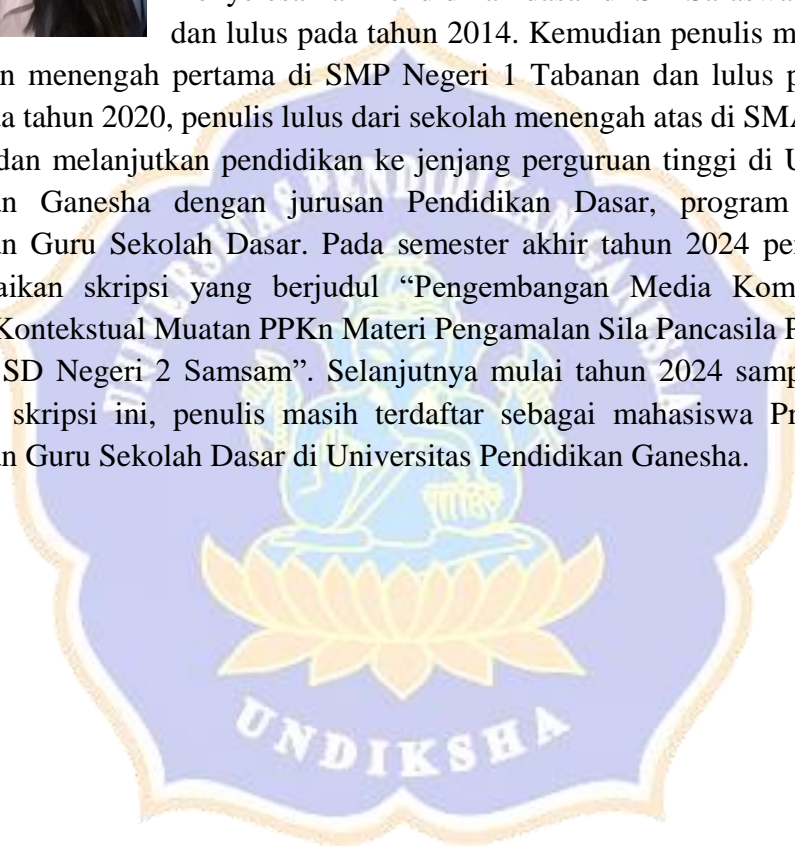 dan lulus pada tahun 2014. Kemudian penulis m
n menengah pertama di SMP Negeri 1 Tabanan dan lulus p
a tahun 2020, penulis lulus dari sekolah menengah atas di SMA
dan melanjutkan pendidikan ke jenjang perguruan tinggi di U
n Ganesha dengan jurusan Pendidikan Dasar, program
n Guru Sekolah Dasar. Pada semester akhir tahun 2024 pe
aikan skripsi yang berjudul “Pengembangan Media Kom
Kontekstual Muatan PPKn Materi Pengamalan Sila Pancasila P
SD Negeri 2 Samsam”. Selanjutnya mulai tahun 2024 samp
skripsi ini, penulis masih terdaftar sebagai mahasiswa Pr
n Guru Sekolah Dasar di Universitas Pendidikan Ganesha.
UNIVERSITAS PENDIDIKAN GANESHA
UNDIKSHA